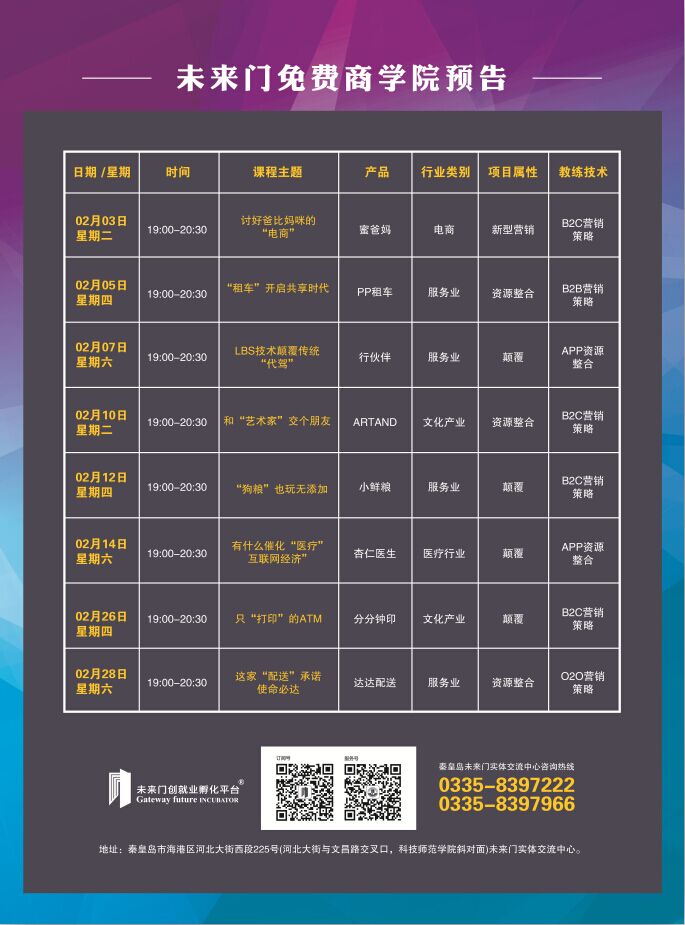 未来门免费商学院预告
日期 /星期 时间 课程主题 产品 行业类别 项目属性 教练技术
02月03日
星期二
19:00-20:30
讨好爸比妈咪的
“电商”
蜜爸妈
电商
新型营销
B2C营销
策略
02月05日
星期四
19:00-20:30
“租车”开启共享时代
PP租车
服务业
资源整合
B2B营销
策略
02月07日
星期六
19:00-20:30
LBS技术颠覆传统
“代驾”
行伙伴
服务业
颠覆
APP资源
整合
02月10日
星期二
19:00-20:30
和“艺术家”交个朋友
ARTAND
文化产业
资源整合
B2C营销
策略
02月12日
星期四
19:00-20:30
“狗粮”也玩无添加
小鲜粮
服务业
颠覆
B2C营销
策略
02月14日
星期六
19:00-20:30
有什么催化“医疗”
互联网经济”
杏仁医生
医疗行业
颠覆
APP资源
整合
02月26日
星期四
19:00-20:30
只“打印”的ATM
分分钟印
文化产业
颠覆
B2C营销
策略
02月28日
星期六
19:00-20:30
这家“配送”承诺
使命必达
达达配送
服务业
资源整合
O2O营销
策略
未来门创就业孵化平台®
Gateway future INCUBATOR
订阅号 服务号
秦皇岛未来门实体交流中心咨询热线
0335-8397222
0335-8397966
地址：秦皇岛市海港区河北大街西段225号(河北大街与文昌路交叉口，科技师范学院斜对面)未来门实体交流中心。